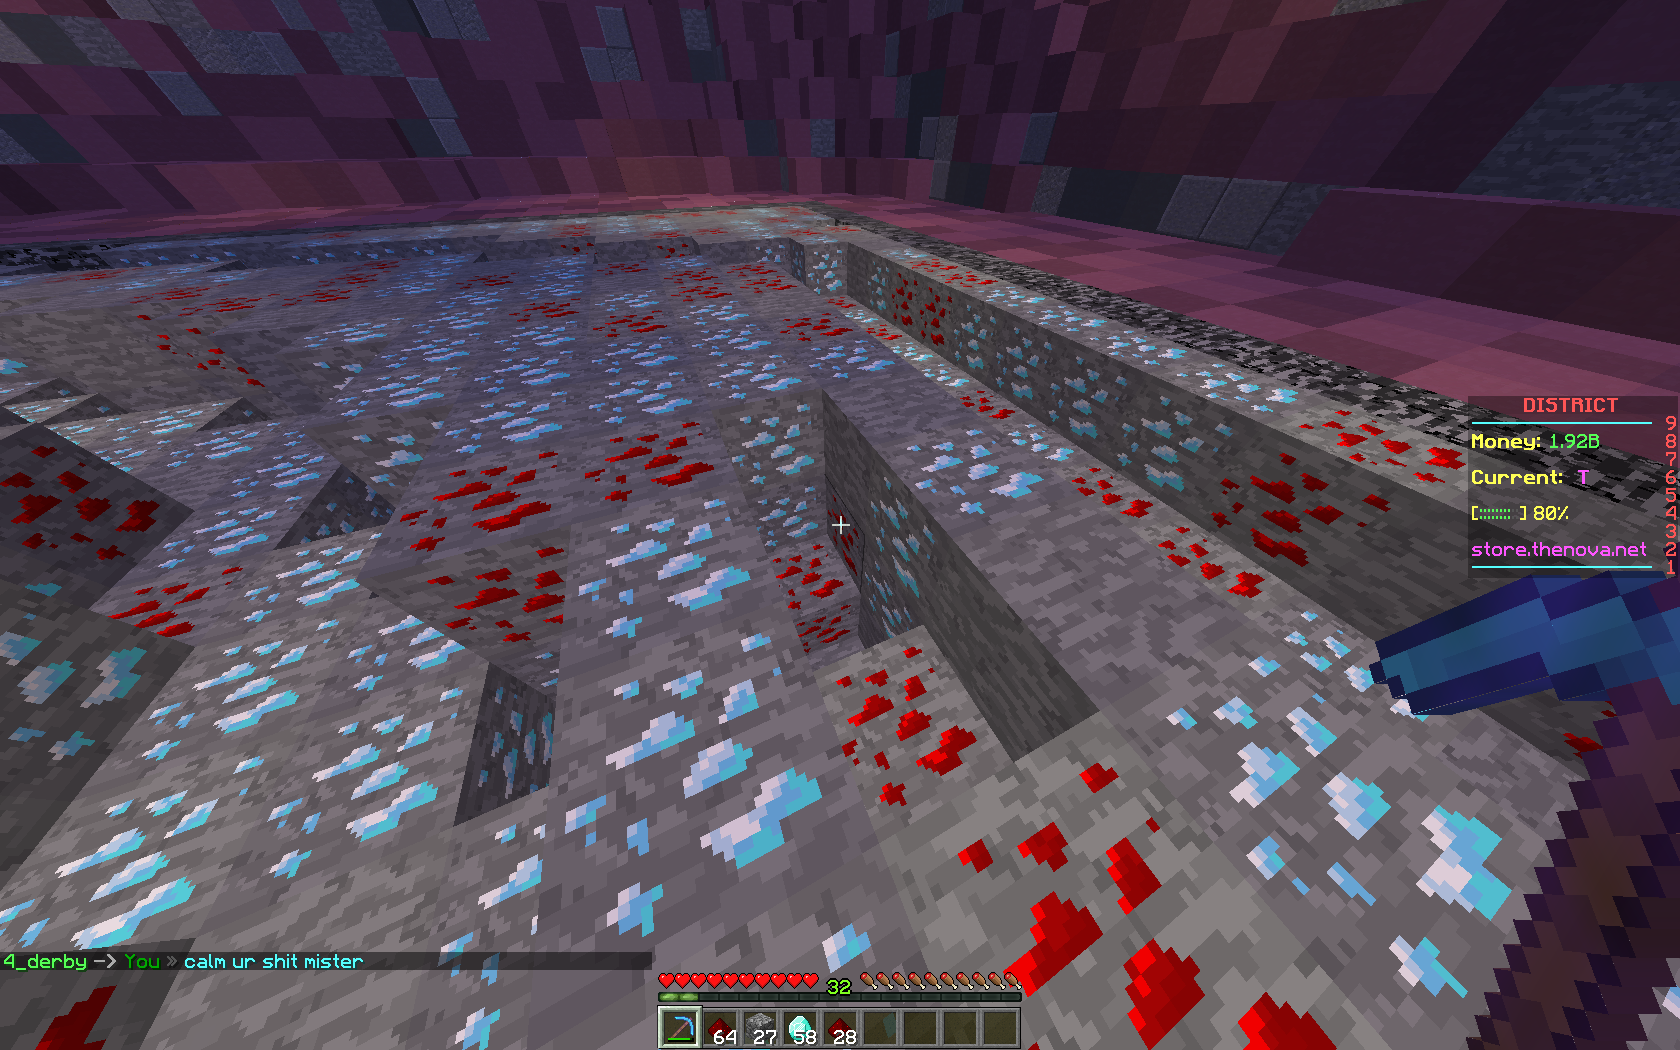 DISTRICT
9
Money: 1.92B
8
7
Current: T
6
5
[::::::: ] 80%
4
3
store.thenova.net
2
1
4_derby -> You » calm ur shit mister
32
64 27 58 28